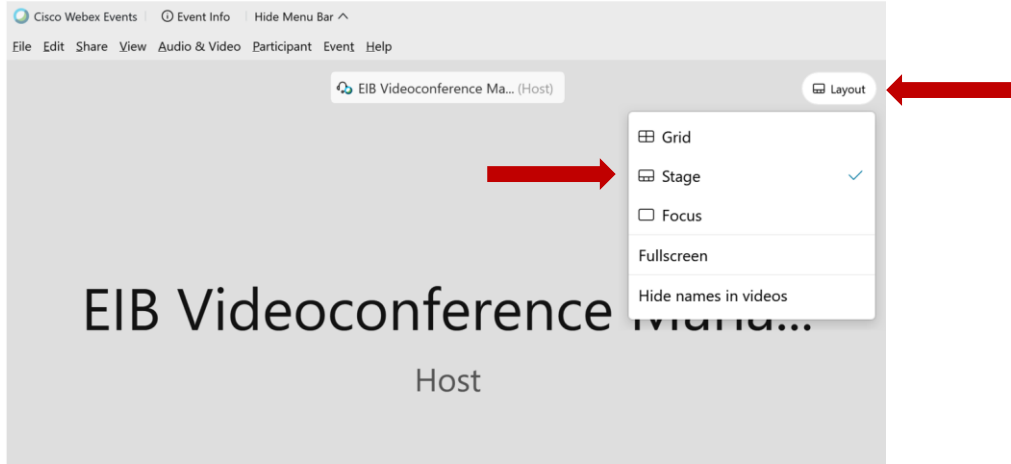 Cisco Webex Events Event Info Hide Menu Bar
File Edit Share View Audio & Video Participant Event Help
EIB Videoconference Ma... (Host)
Layout
Grid
Stage
Focus
Fullscreen
Hide names in videos
EIB Videoconference Manu...
Host